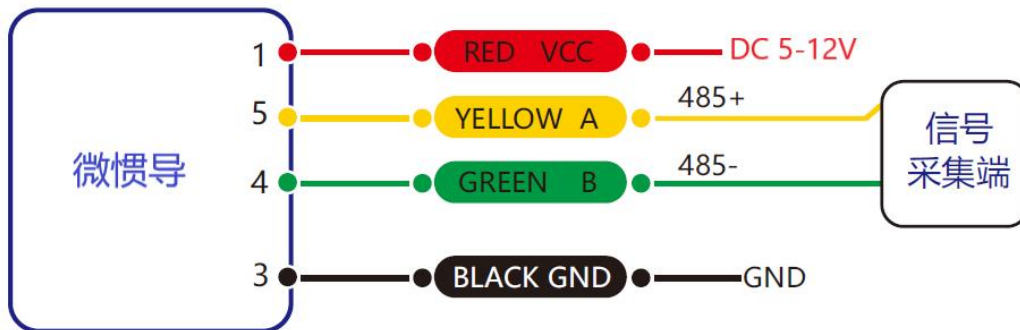 微惯导
1 RED VCC DC 5-12V
5 YELLOW A 485+
4 GREEN B 485-
3 BLACK GND GND
信号
采集端